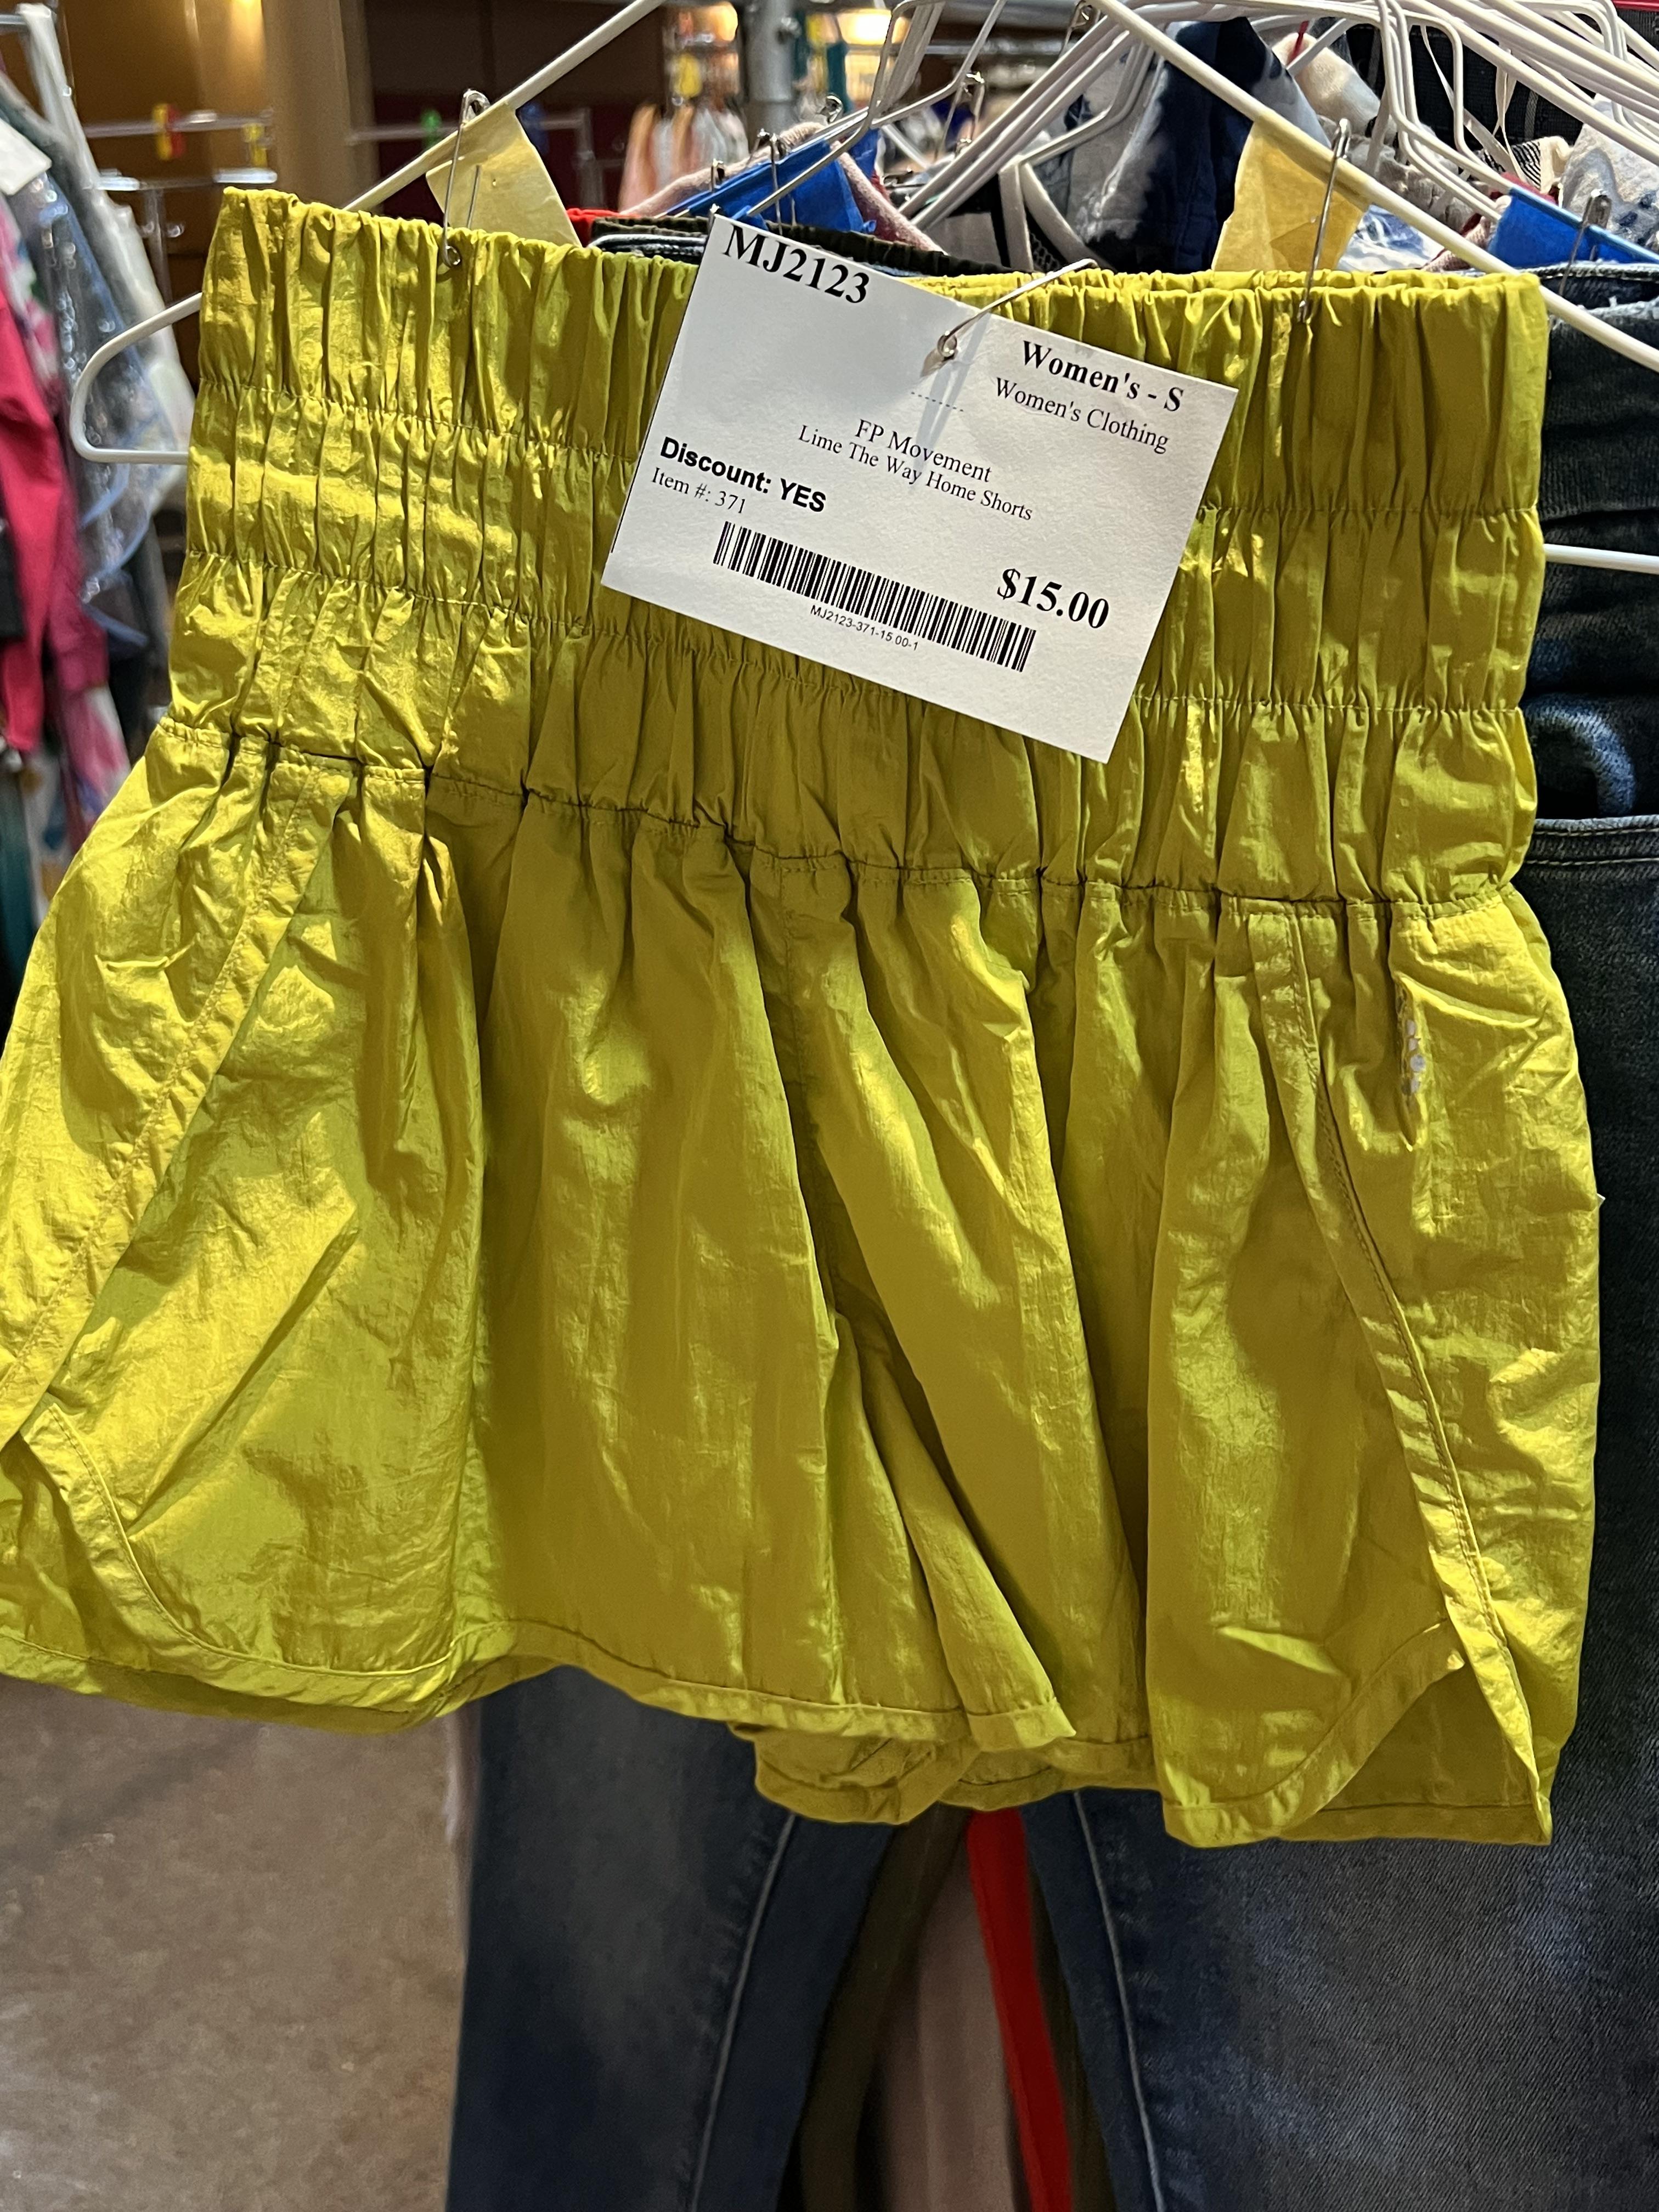 MJ2123
Women's - S
Women's Clothing
FP Movement
Lime The Way Home Shorts
Discount: YES
Item #: 371
$15.00
MJ2123-371-15.00-1